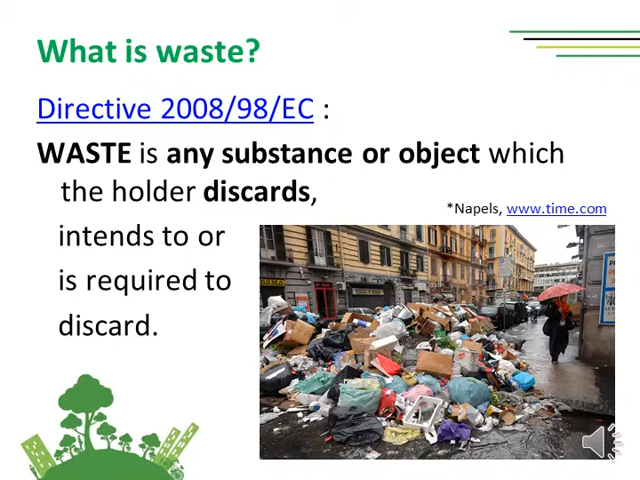 What is waste?
Directive 2008/98/EC :
WASTE is any substance or object which
the holder discards,
*Napels, www.time.com
intends to or
is required to
discard.